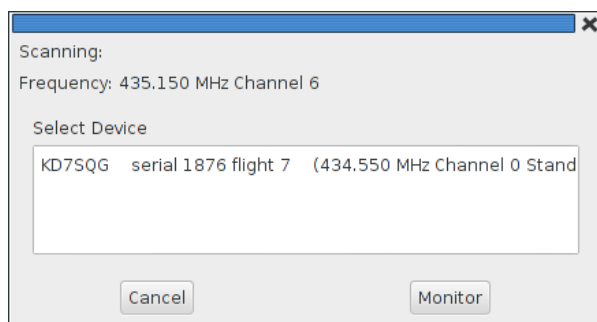 Scanning:
Frequency: 435.150 MHz Channel 6
Select Device
KD7SQG serial 1876 flight 7 (434.550 MHz Channel 0 Stand
Cancel Monitor